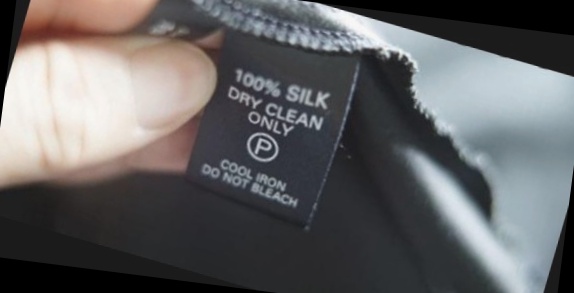 100% SILK
DRY CLEAN
ONLY
P
COOL IRON
DO NOT BLEACH